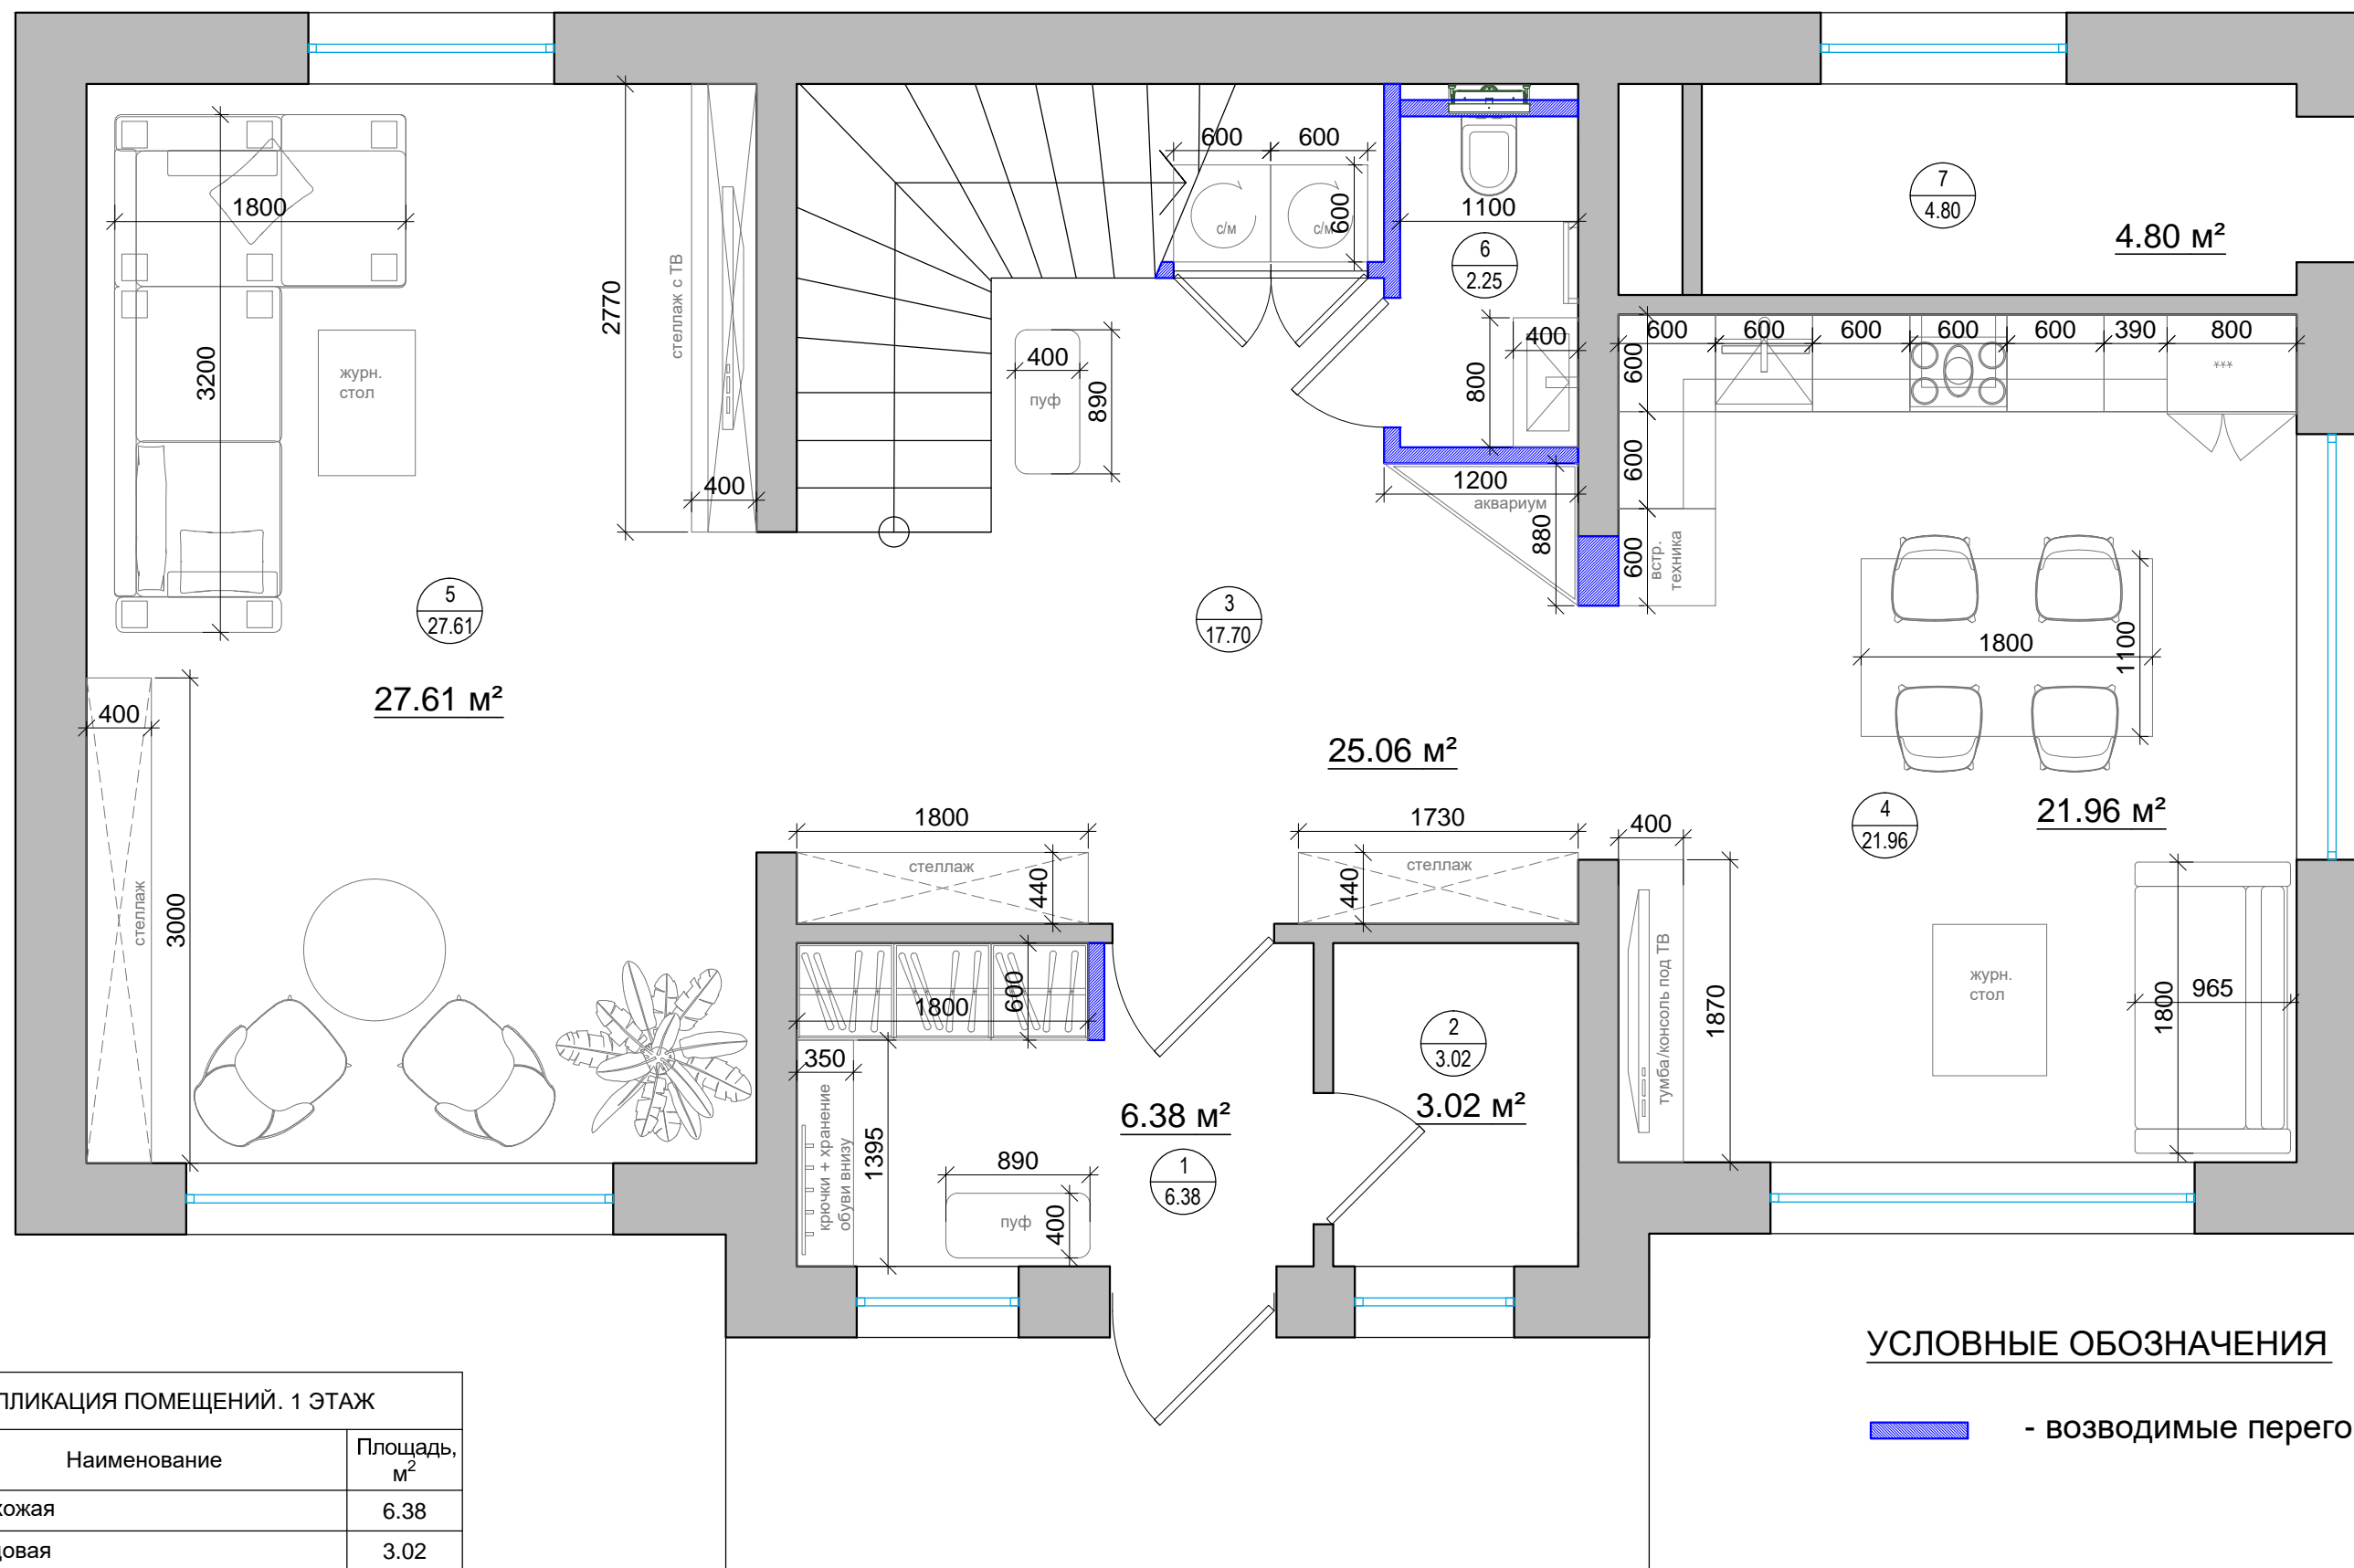 600
600
600
с/м
с/м
1800
1100
7
4.80
4.80 м²
6
2.25
стеллаж с ТВ
2770
3200
журн.
стол
400
пуф
890
400
800
600
600
600
600
600
390
800
***
600
600
600
встр.
техника
400
1200
аквариум
880
5
27.61
3
17.70
1800
1100
27.61 м²
400
стеллаж
3000
25.06 м²
1800
стеллаж
440
1730
стеллаж
440
400
4
21.96
21.96 м²
1800
600
350
крючки + хранение
обуви внизу
1395
890
пуф
400
6.38 м²
1
6.38
2
3.02
3.02 м²
тумба/консоль под ТВ
1870
журн.
стол
1800
965
УСЛОВНЫЕ ОБОЗНАЧЕНИЯ
- возводимые перего
ПЛИКАЦИЯ ПОМЕЩЕНИЙ. 1 ЭТАЖ
Наименование
Площадь,
м²
хожая
6.38
довая
3.02